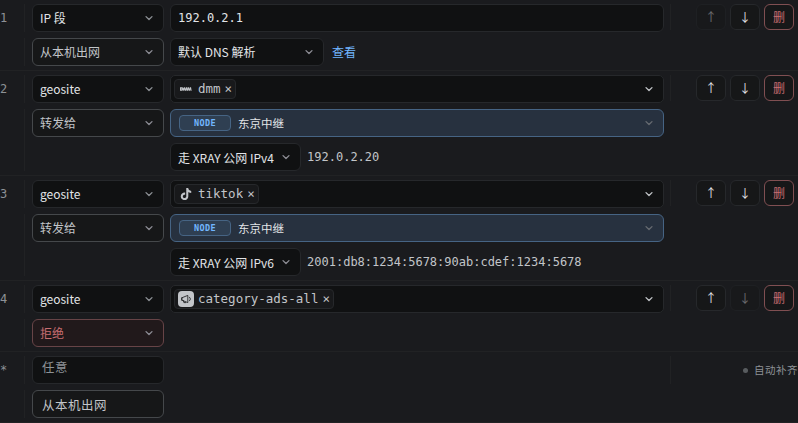 1 IP 段 192.0.2.1 ↑ ↓ 删
从本机出网 默认 DNS 解析 查看
2 geosite dmm × ↑ ↓ 删
转发给 NODE 东京中继
走 XRAY 公网 IPv4 192.0.2.20
3 geosite tiktok × ↑ ↓ 删
转发给 NODE 东京中继
走 XRAY 公网 IPv6 2001:db8:1234:5678:90ab:cdef:1234:5678
4 geosite category-ads-all × ↑ ↓ 删
拒绝
* 任意 自动补齐
从本机出网